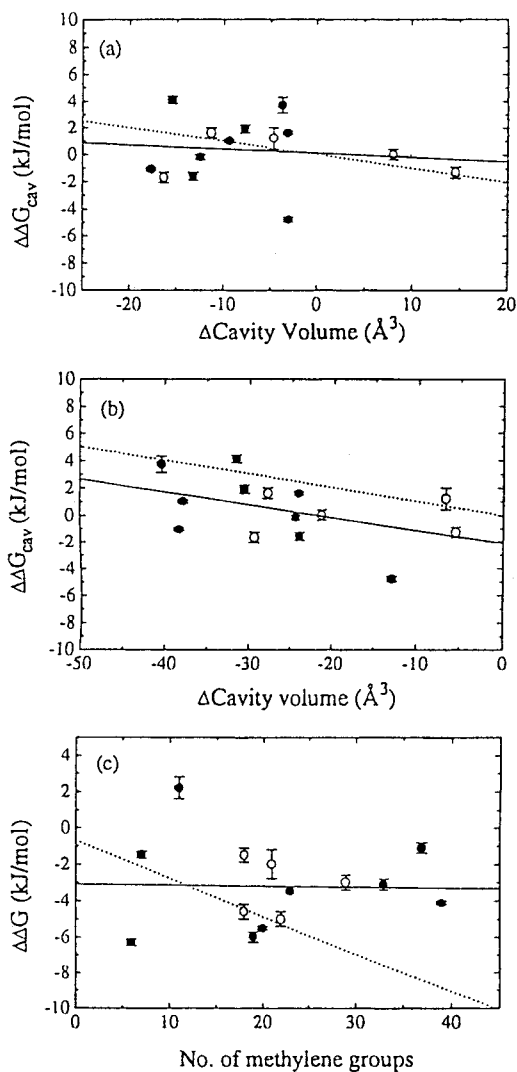 10
8
6
4
2
0
-2
-4
-6
-8
-10
(a)
ΔΔG_cav (kJ/mol)
-20 -10 0 10 20
ΔCavity Volume (Å³)
10
8
6
4
2
0
-2
-4
-6
-8
-10
(b)
ΔΔG_cav (kJ/mol)
-50 -40 -30 -20 -10 0
ΔCavity volume (Å³)
4
2
0
-2
-4
-6
-8
-10
(c)
ΔΔG (kJ/mol)
0 10 20 30 40
No. of methylene groups